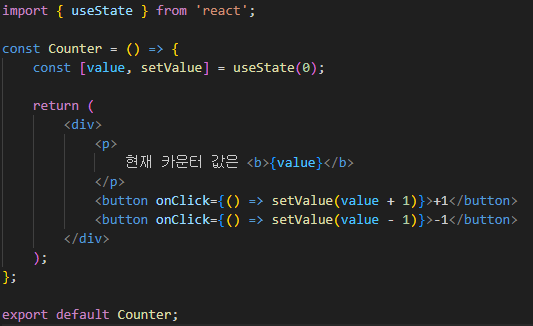 import { useState } from 'react';
const Counter = () => {
const [value, setValue] = useState(0);
return (
<div>
<p>
현재 카운터 값은 <b>{value}</b>
</p>
<button onClick={() => setValue(value + 1)}>+1</button>
<button onClick={() => setValue(value - 1)}>-1</button>
</div>
);
};
export default Counter;